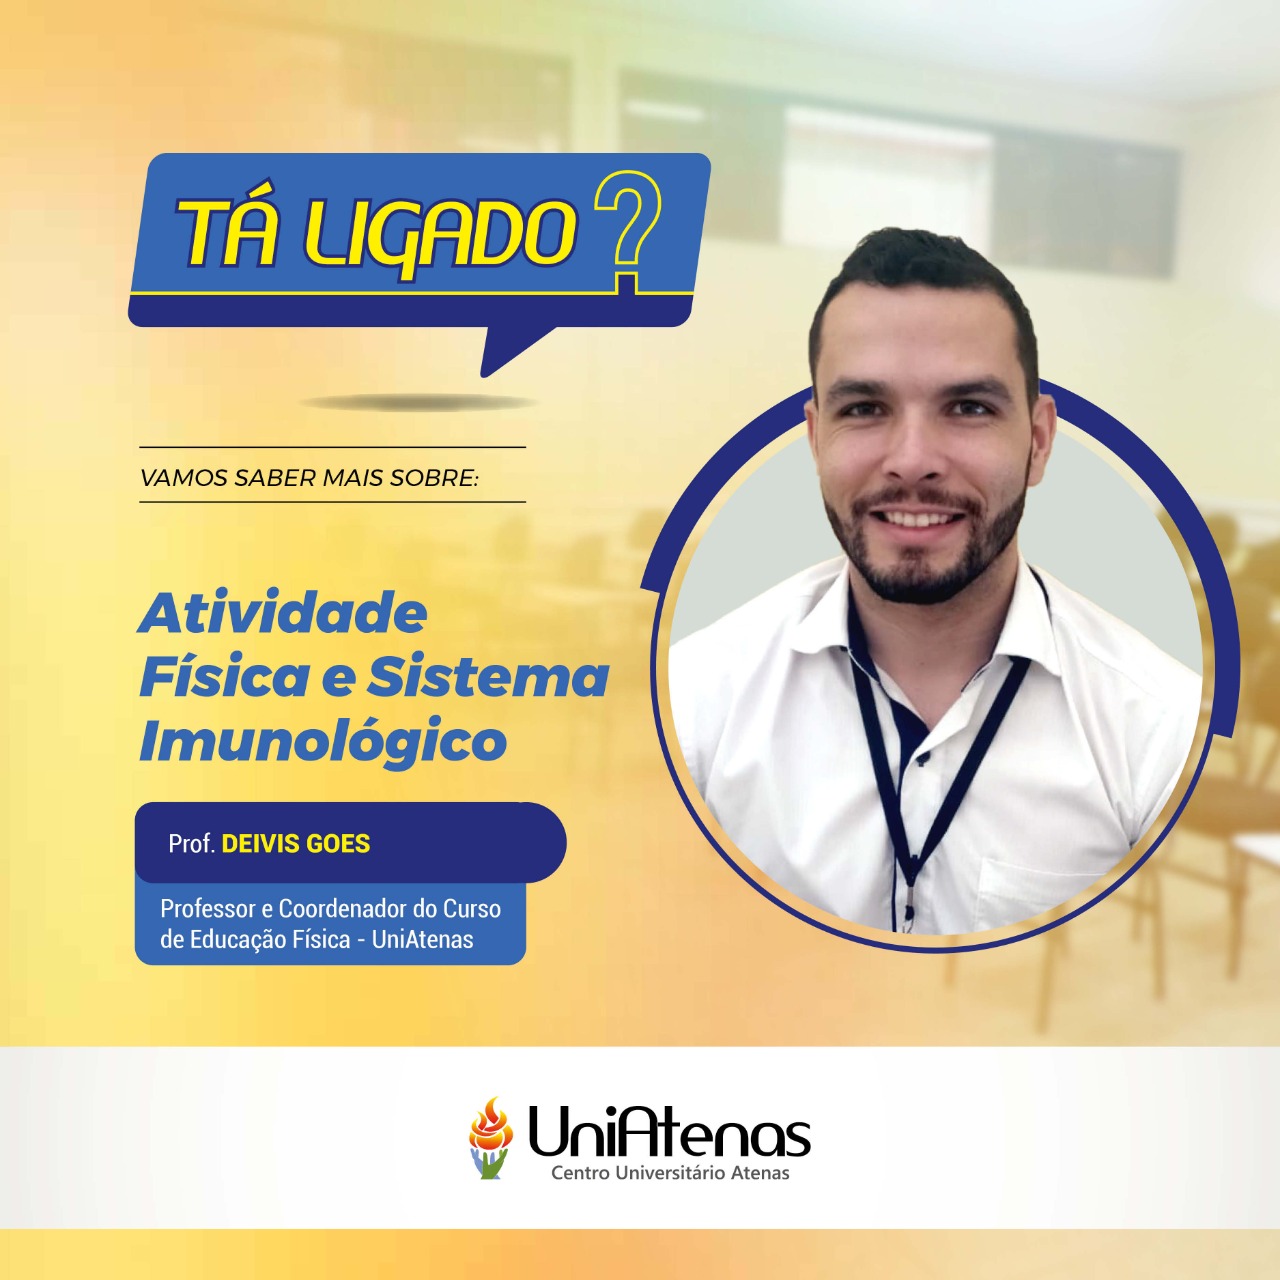 TÁ LIGADO?
VAMOS SABER MAIS SOBRE:
Atividade
Física e Sistema
Imunológico
Prof. DEIVIS GOES
Professor e Coordenador do Curso
de Educação Física - UniAtenas
UniAtenas
Centro Universitário Atenas